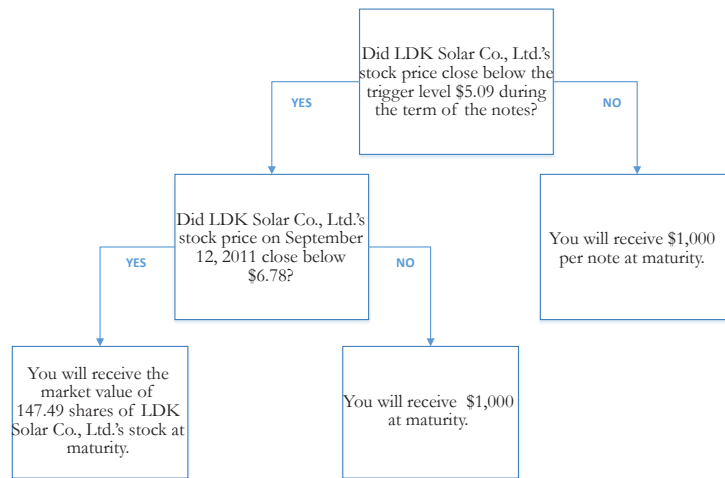 Did LDK Solar Co., Ltd.'s
stock price close below the
trigger level $5.09 during
the term of the notes?
YES
NO
Did LDK Solar Co., Ltd.'s
stock price on September
12, 2011 close below
$6.78?
You will receive $1,000
per note at maturity.
YES
NO
You will receive the
market value of
147.49 shares of LDK
Solar Co., Ltd.'s stock at
maturity.
You will receive $1,000
at maturity.